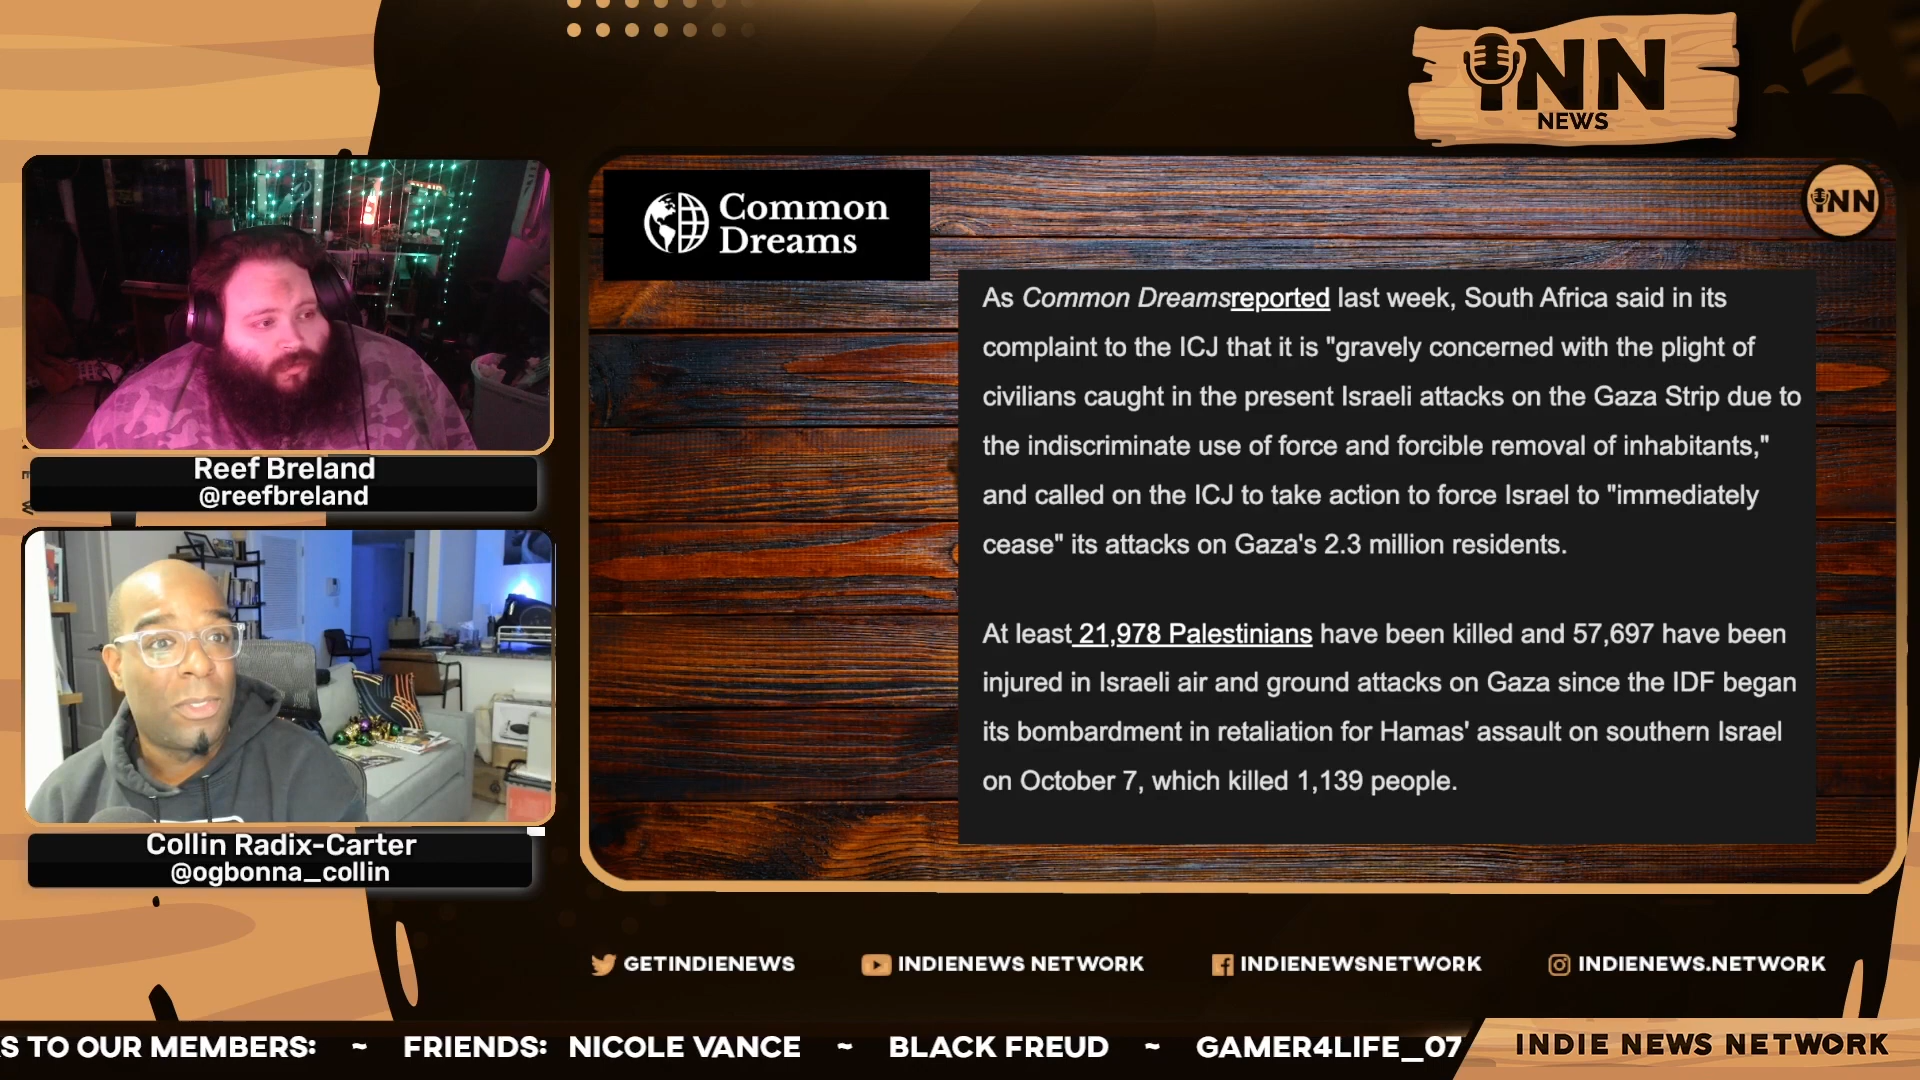 iNN
NEWS
iNN
Common
Dreams
As Common Dreamsreported last week, South Africa said in its
complaint to the ICJ that it is "gravely concerned with the plight of
civilians caught in the present Israeli attacks on the Gaza Strip due to
the indiscriminate use of force and forcible removal of inhabitants,"
and called on the ICJ to take action to force Israel to "immediately
cease" its attacks on Gaza's 2.3 million residents.
At least 21,978 Palestinians have been killed and 57,697 have been
injured in Israeli air and ground attacks on Gaza since the IDF began
its bombardment in retaliation for Hamas' assault on southern Israel
on October 7, which killed 1,139 people.
Reef Breland
@reefbreland
Collin Radix-Carter
@ogbonna_collin
GETINDIENEWS
INDIENEWS NETWORK
INDIENEWSNETWORK
INDIENEWS.NETWORK
S TO OUR MEMBERS: ~ FRIENDS: NICOLE VANCE ~ BLACK FREUD ~ GAMER4LIFE_07
INDIE NEWS NETWORK